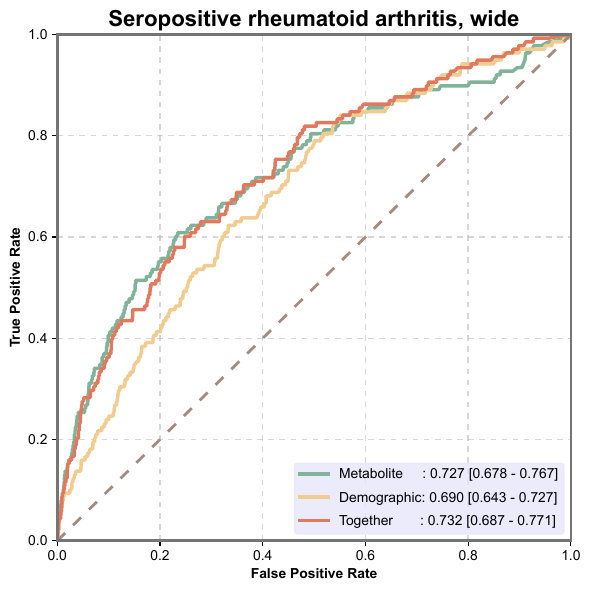 Seropositive rheumatoid arthritis, wide
True Positive Rate
1.0
0.8
0.6
0.4
0.2
0.0
Metabolite : 0.727 [0.678 - 0.767]
Demographic: 0.690 [0.643 - 0.727]
Together : 0.732 [0.687 - 0.771]
0.0 0.2 0.4 0.6 0.8 1.0
False Positive Rate